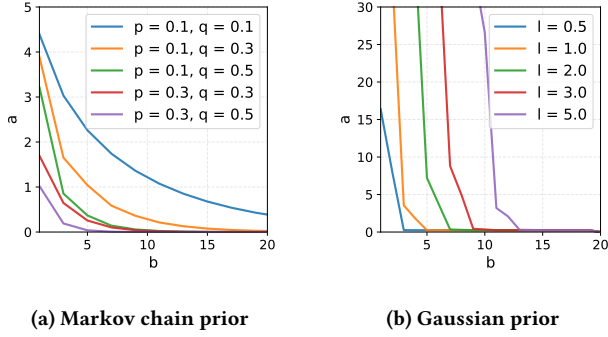 5
4
3
2
1
0
a
5
10
15
20
b
p = 0.1, q = 0.1
p = 0.1, q = 0.3
p = 0.1, q = 0.5
p = 0.3, q = 0.3
p = 0.3, q = 0.5
(a) Markov chain prior
30
25
20
15
10
5
0
a
5
10
15
20
b
l = 0.5
l = 1.0
l = 2.0
l = 3.0
l = 5.0
(b) Gaussian prior